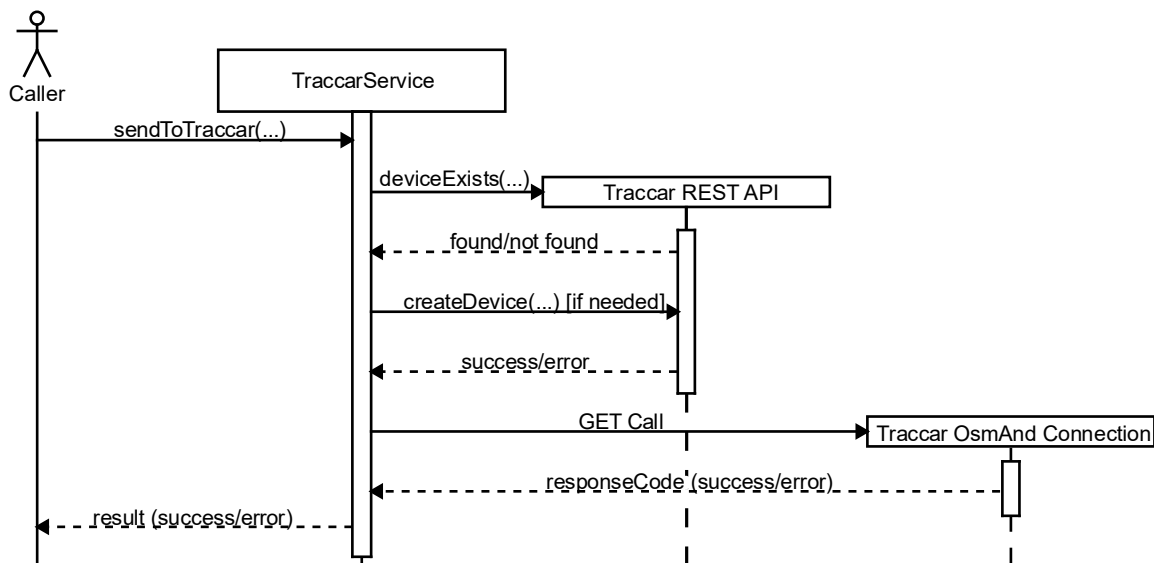 Caller
TraccarService
sendToTraccar(...)
deviceExists(...)
Traccar REST API
found/not found
createDevice(...) [if needed]
success/error
GET Call
Traccar OsmAnd Connection
responseCode (success/error)
result (success/error)